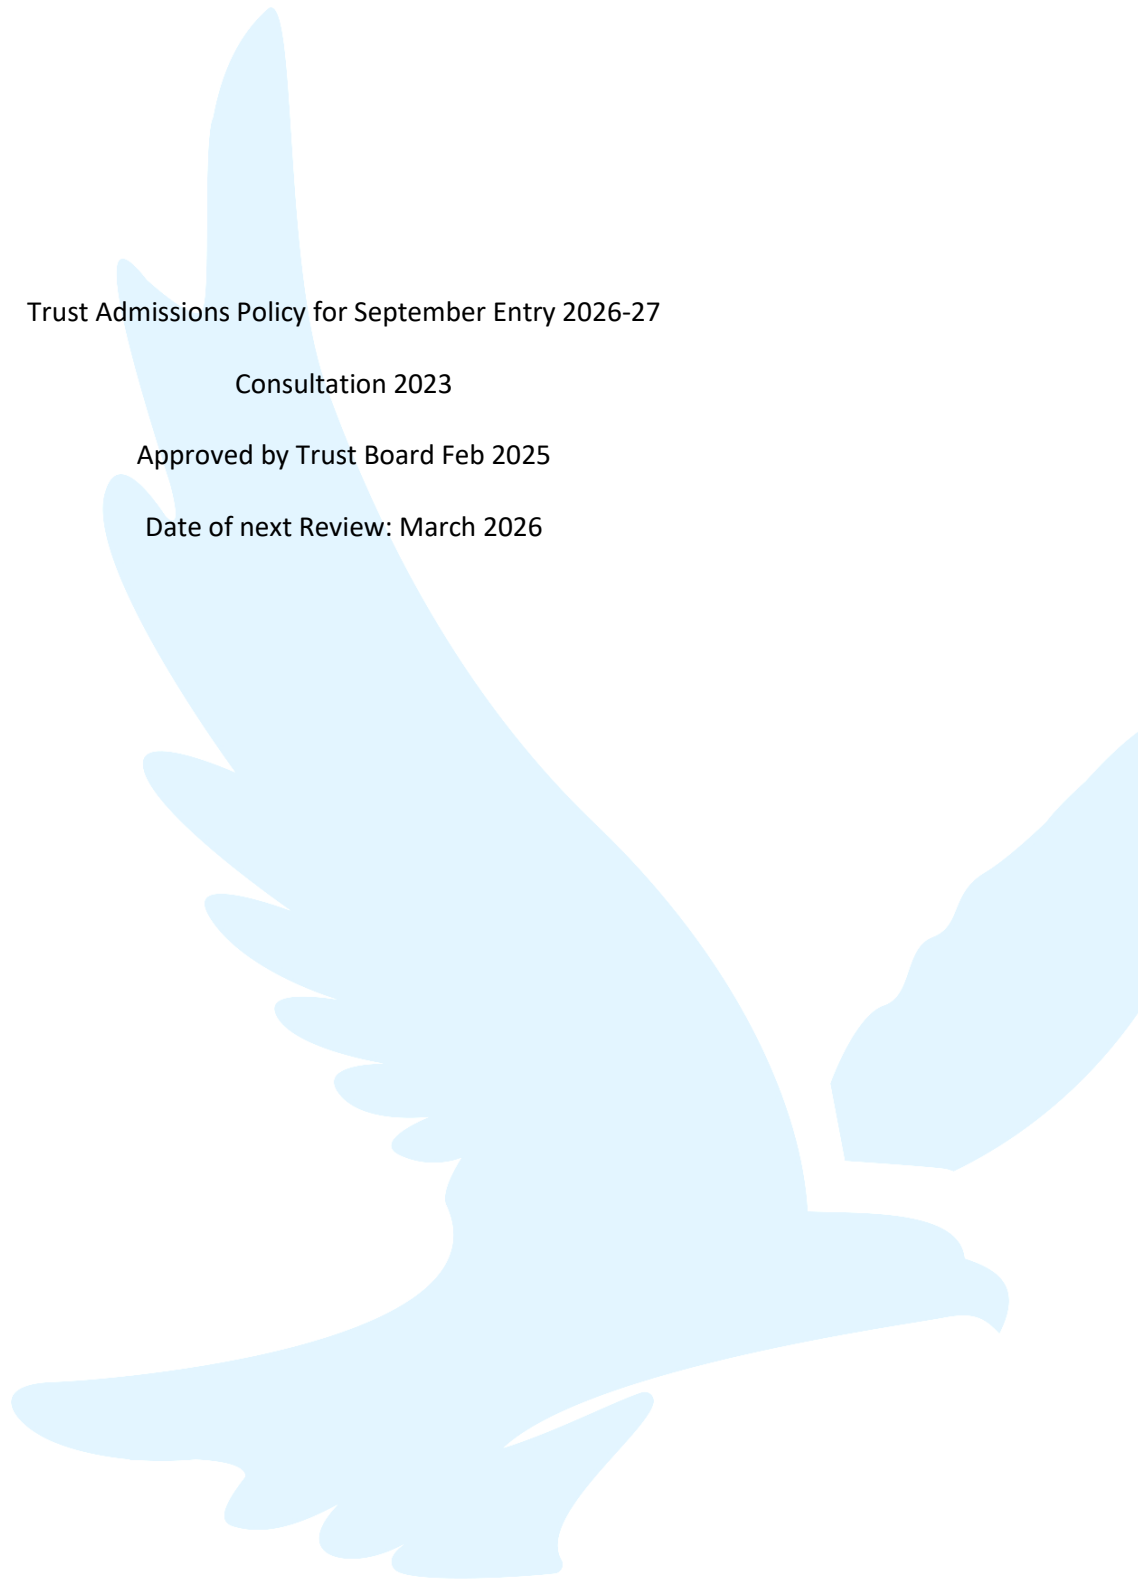 Trust Admissions Policy for September Entry 2026-27
Consultation 2023
Approved by Trust Board Feb 2025
Date of next Review: March 2026